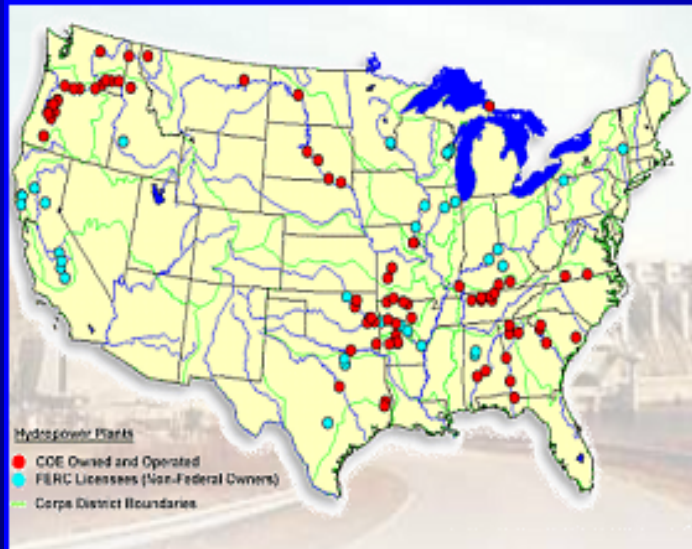 Hydropower Plants
COE Owned and Operated
FERC Licensees (Non-Federal Owners)
Corps District Boundaries